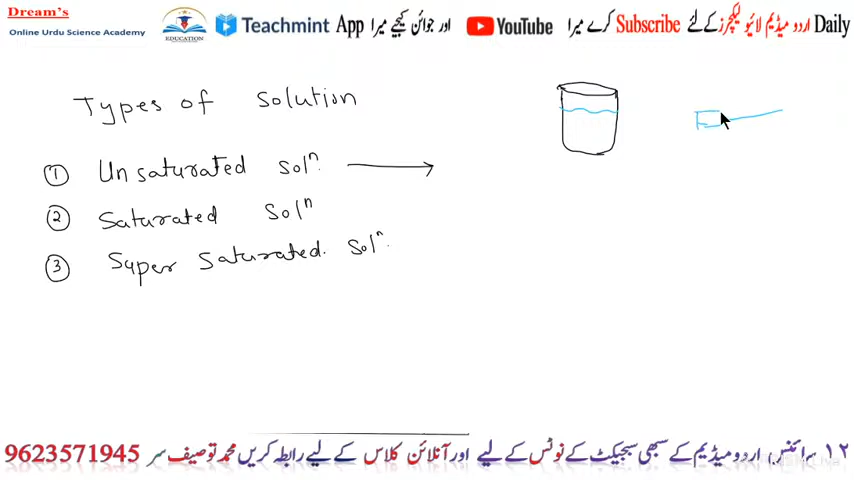 Dream's
Online Urdu Science Academy
EDUCATION
Teachmint App اور جوائن کیجیے میرا
YouTube اردو میڈیم لائیو لیکچرز کے لئے Subscribe کرے میرا Daily
Types of Solution
① Unsaturated Solⁿ.
② Saturated Solⁿ
③ Super Saturated. Solⁿ.
۱۲ سائنس) اردو میڈیم کے سبھی سبجیکٹ کے نوٹس کے لیے اور آنلائن کلاس کے لیے رابطہ کریں محمد توصیف سر 9623571945